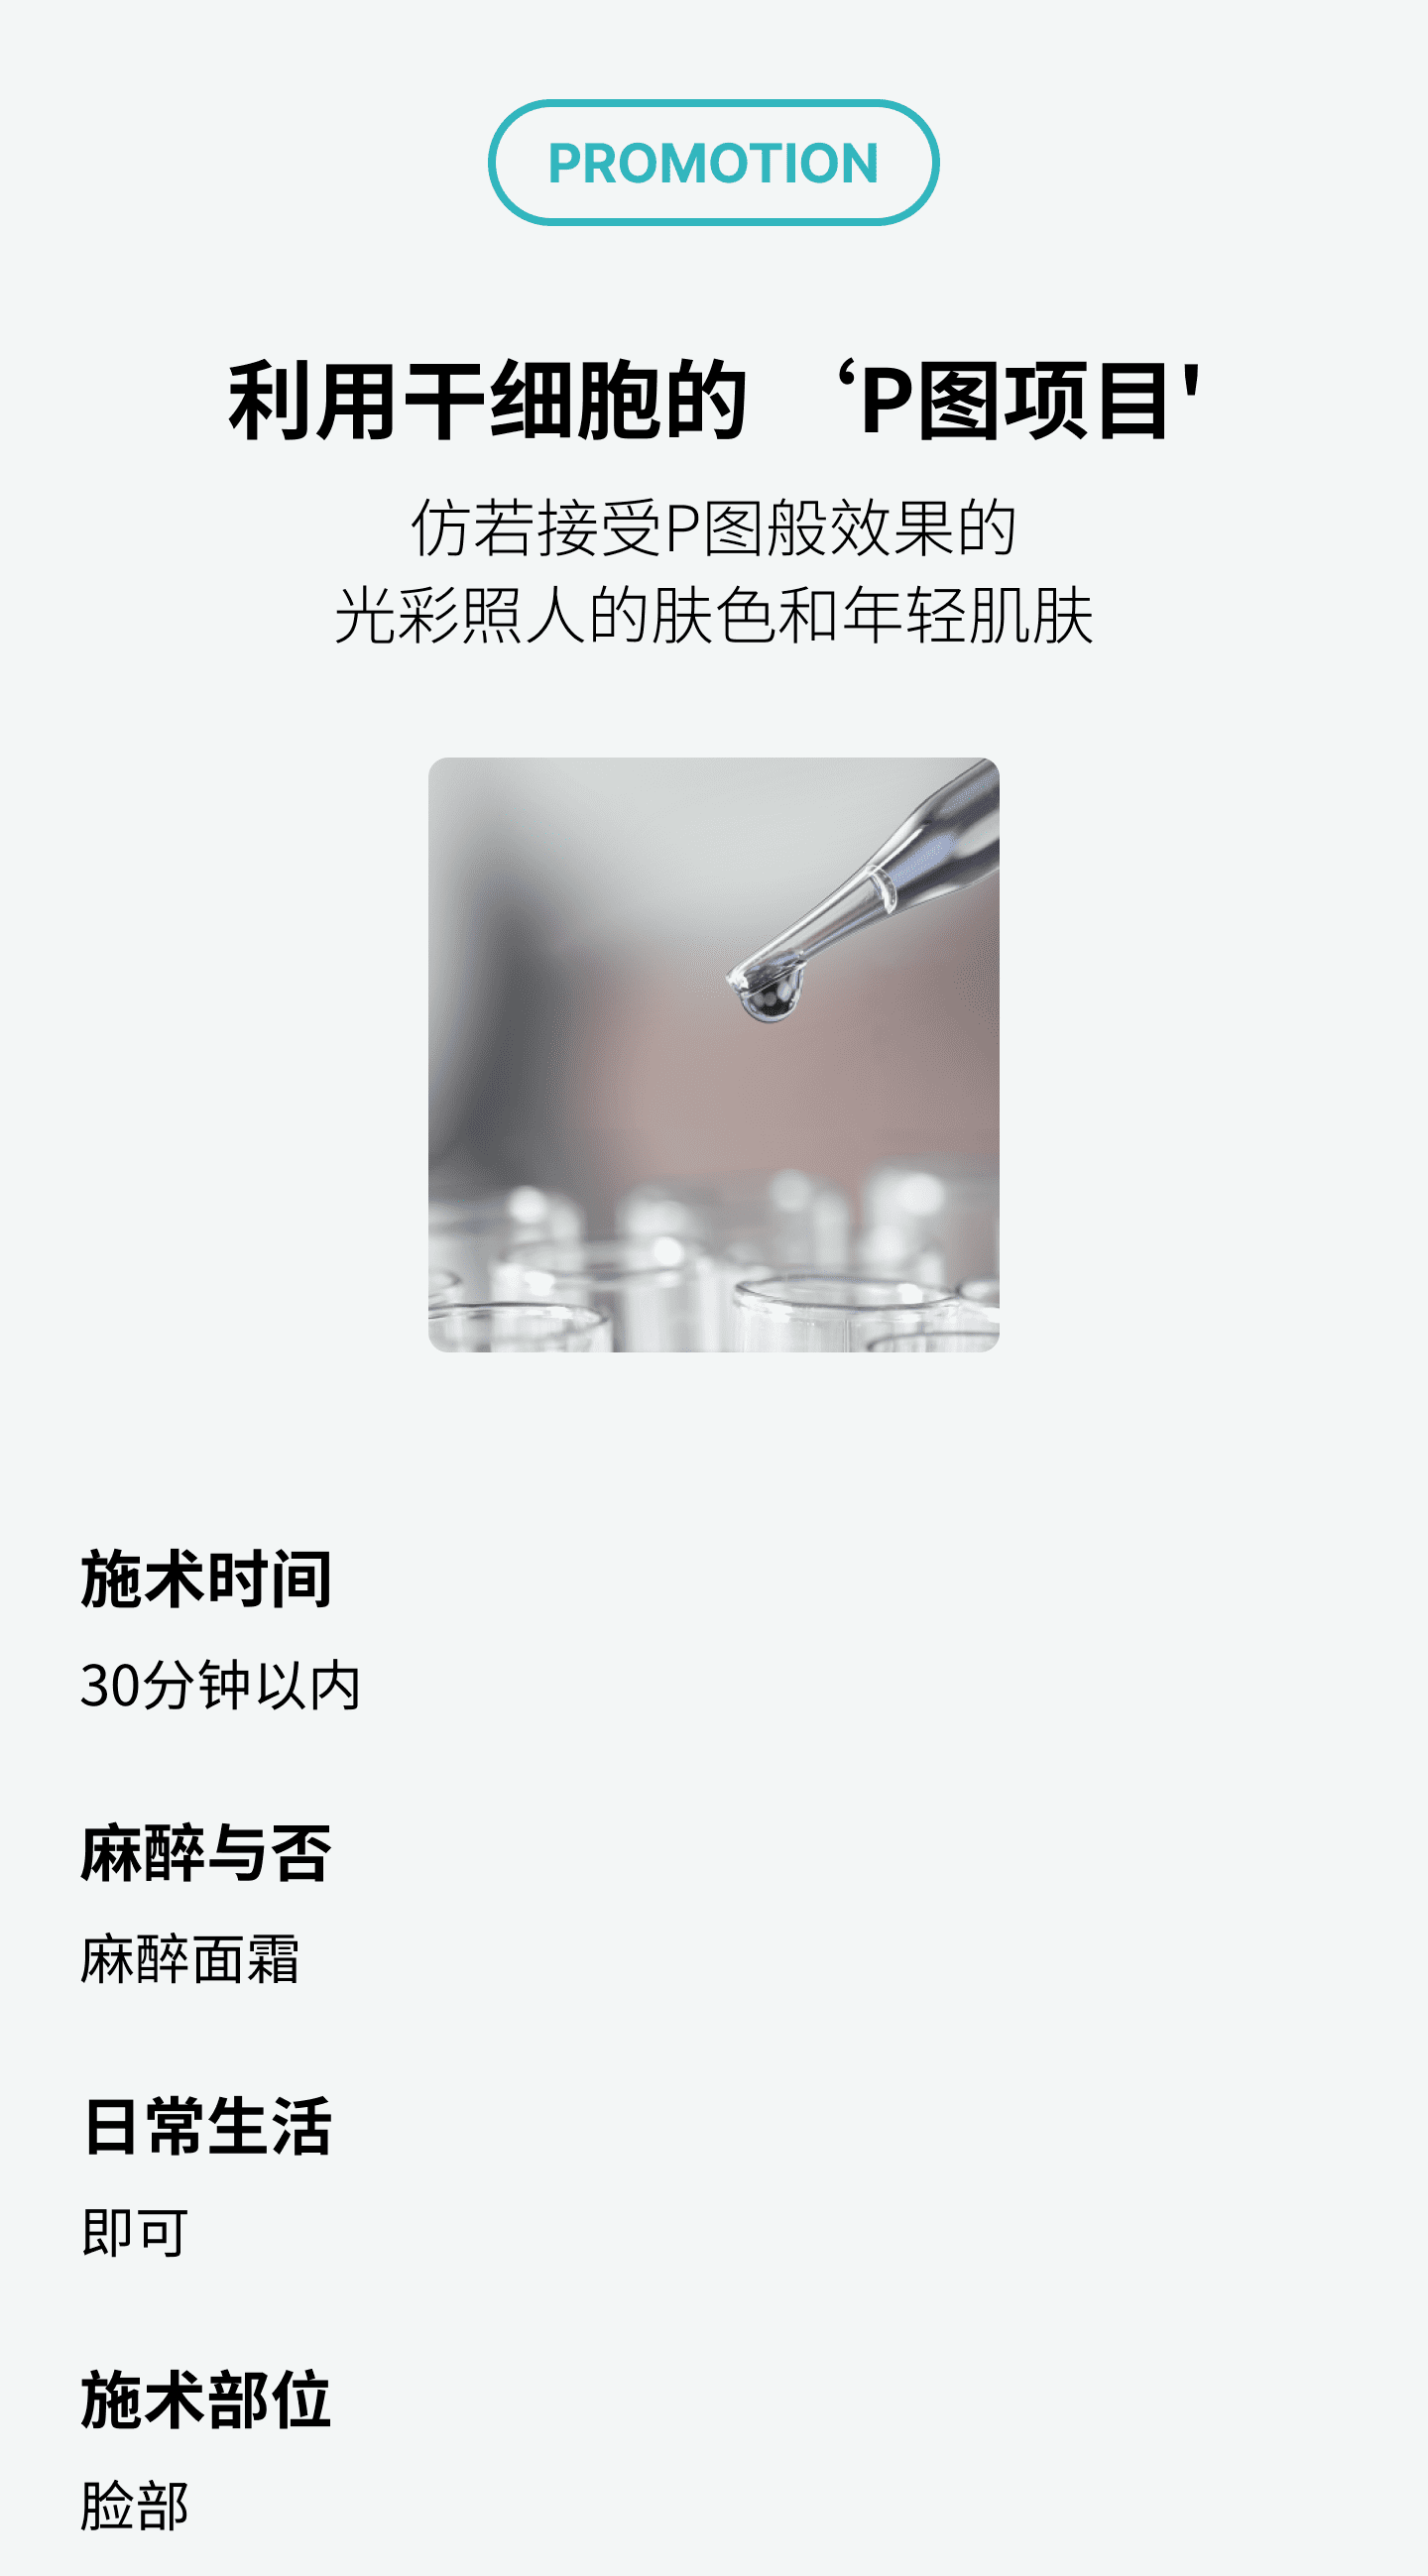 PROMOTION
利用干细胞的 ‘P图项目'
仿若接受P图般效果的
光彩照人的肤色和年轻肌肤
施术时间
30分钟以内
麻醉与否
麻醉面霜
日常生活
即可
施术部位
脸部